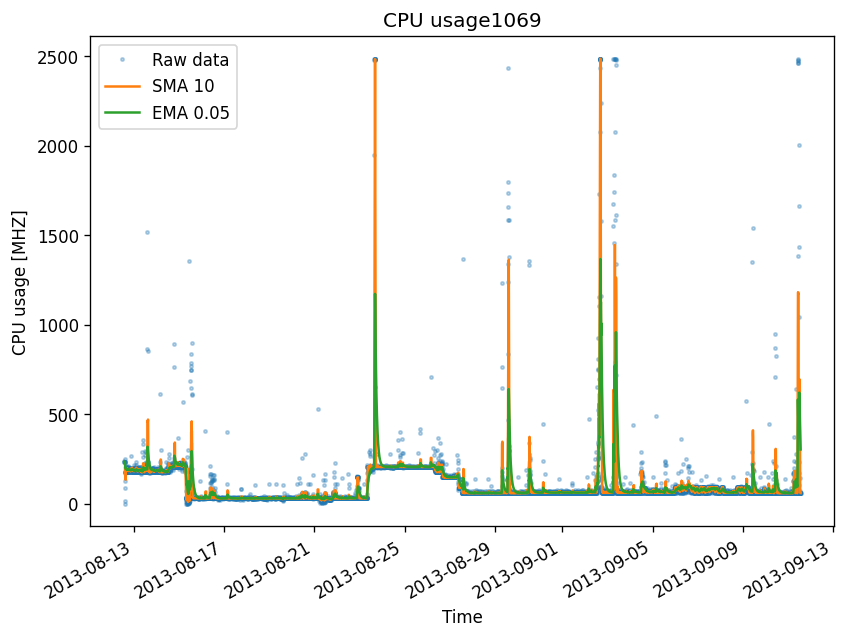 CPU usage1069
Raw data
SMA 10
EMA 0.05
CPU usage [MHZ]
2500
2000
1500
1000
500
0
2013-08-13
2013-08-17
2013-08-21
2013-08-25
2013-08-29
2013-09-01
2013-09-05
2013-09-09
2013-09-13
Time